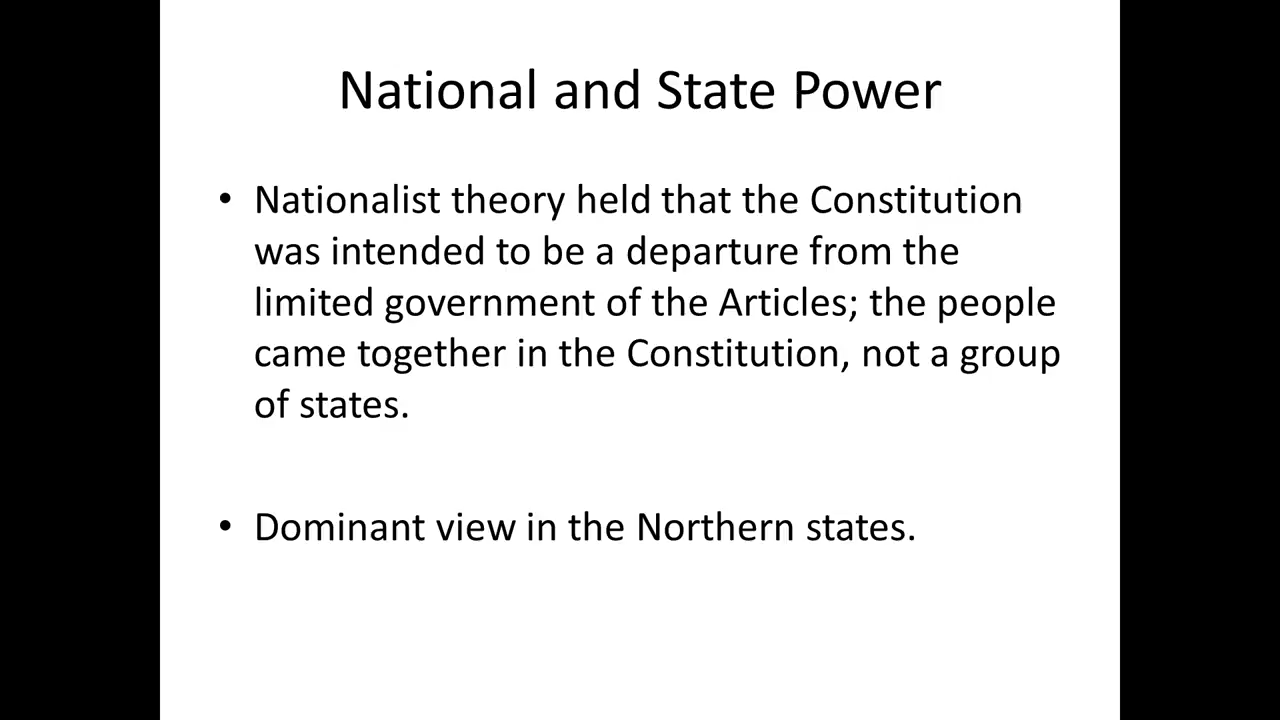 National and State Power
• Nationalist theory held that the Constitution
was intended to be a departure from the
limited government of the Articles; the people
came together in the Constitution, not a group
of states.
• Dominant view in the Northern states.